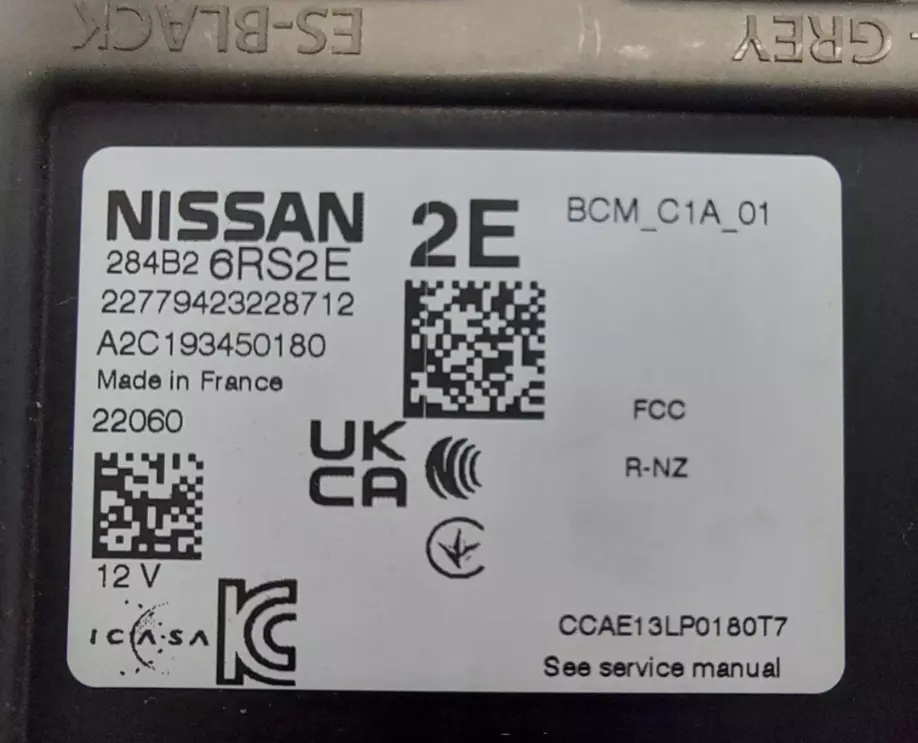 ES-BLACK
GREY
NISSAN
2E
BCM_C1A_01
284B2 6RS2E
22779423228712
A2C193450180
Made in France
22060
UK
CA
FCC
R-NZ
12 V
ICASA
KC
CCAE13LP0180T7
See service manual